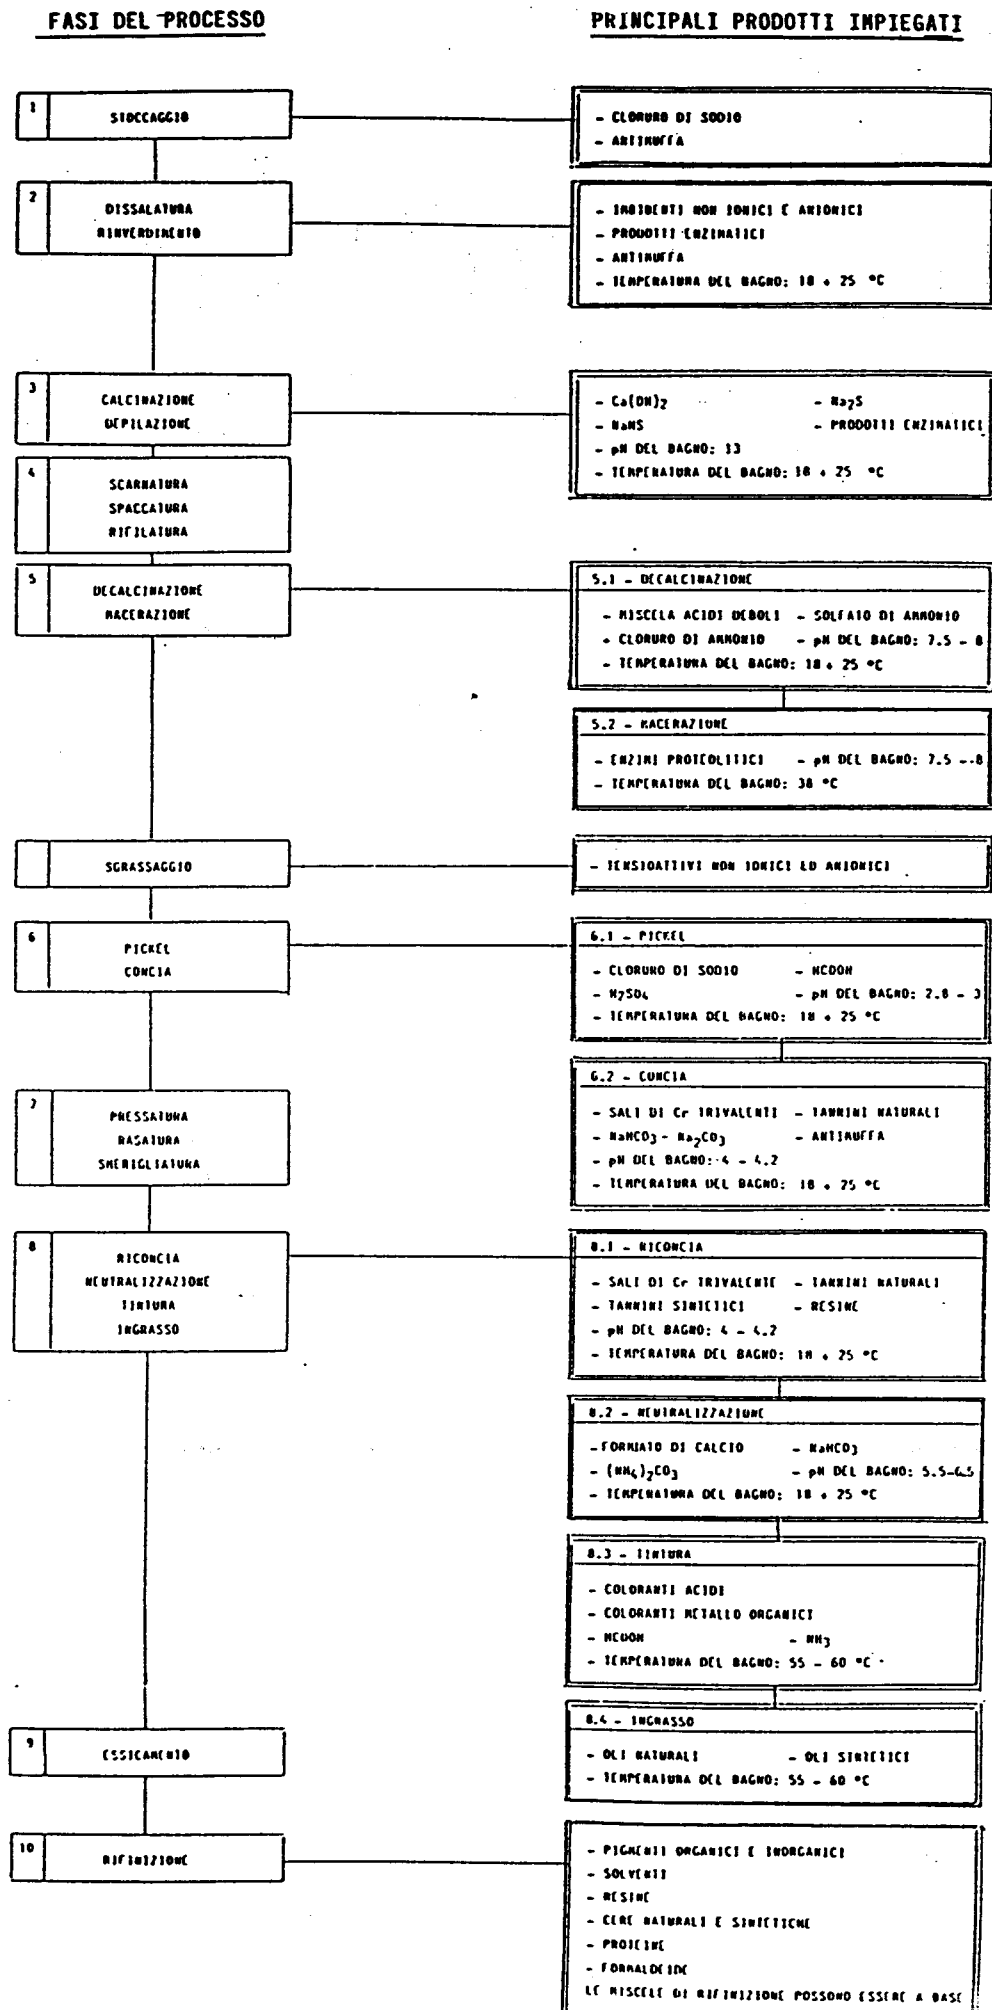 FASI DEL PROCESSO
PRINCIPALI PRODOTTI IMPIEGATI
1
STOCCAGGIO
- CLORURO DI SODIO
- ANTIMUFFA
2
DISSALATURA
RINVERDIMENTO
- IMBIBENTI NON IONICI E ANIONICI
- PRODOTTI ENZIMATICI
- ANTIMUFFA
- TEMPERATURA DEL BAGNO: 18 + 25 °C
3
CALCINAZIONE
DEPILAZIONE
- Ca(OH)2 - Na2S
- NaHS - PRODOTTI ENZIMATICI
- pH DEL BAGNO: 13
- TEMPERATURA DEL BAGNO: 18 + 25 °C
4
SCARNATURA
SPACCATURA
RIFILATURA
5
DECALCINAZIONE
MACERAZIONE
5.1 - DECALCINAZIONE
- MISCELA ACIDI DEBOLI - SOLFATO DI AMMONIO
- CLORURO DI AMMONIO - pH DEL BAGNO: 7.5 - 8
- TEMPERATURA DEL BAGNO: 18 + 25 °C
5.2 - MACERAZIONE
- ENZIMI PROTEOLITICI - pH DEL BAGNO: 7.5 - 8
- TEMPERATURA DEL BAGNO: 38 °C
SGRASSAGGIO
- TENSIOATTIVI NON IONICI ED ANIONICI
6
PICKEL
CONCIA
6.1 - PICKEL
- CLORURO DI SODIO - HCOOH
- H2SO4 - pH DEL BAGNO: 2.8 - 3
- TEMPERATURA DEL BAGNO: 18 + 25 °C
6.2 - CONCIA
- SALI DI Cr TRIVALENTI - TANNINI NATURALI
- NaHCO3 - Na2CO3 - ANTIMUFFA
- pH DEL BAGNO: 4 - 4.2
- TEMPERATURA DEL BAGNO: 18 + 25 °C
7
PRESSATURA
RASATURA
SMERIGLIATURA
8
RICONCIA
NEUTRALIZZAZIONE
TINTURA
INGRASSO
8.1 - RICONCIA
- SALI DI Cr TRIVALENTE - TANNINI NATURALI
- TANNINI SINTETICI - RESINE
- pH DEL BAGNO: 4 - 4.2
- TEMPERATURA DEL BAGNO: 18 + 25 °C
8.2 - NEUTRALIZZAZIONE
- FORMIATO DI CALCIO - NaHCO3
- (NH4)2CO3 - pH DEL BAGNO: 5.5-6.5
- TEMPERATURA DEL BAGNO: 18 + 25 °C
8.3 - TINTURA
- COLORANTI ACIDI
- COLORANTI METALLO ORGANICI
- HCOOH - NH3
- TEMPERATURA DEL BAGNO: 55 - 60 °C
8.4 - INGRASSO
- OLI NATURALI - OLI SINTETICI
- TEMPERATURA DEL BAGNO: 55 - 60 °C
9
ESSICAMENTO
10
RIFINIZIONE
- PIGMENTI ORGANICI E INORGANICI
- SOLVENTI
- RESINE
- CERE NATURALI E SINTETICHE
- PROTEINE
- FORMALDEIDE
LE MISCELE DI RIFINIZIONE POSSONO ESSERE A BASE